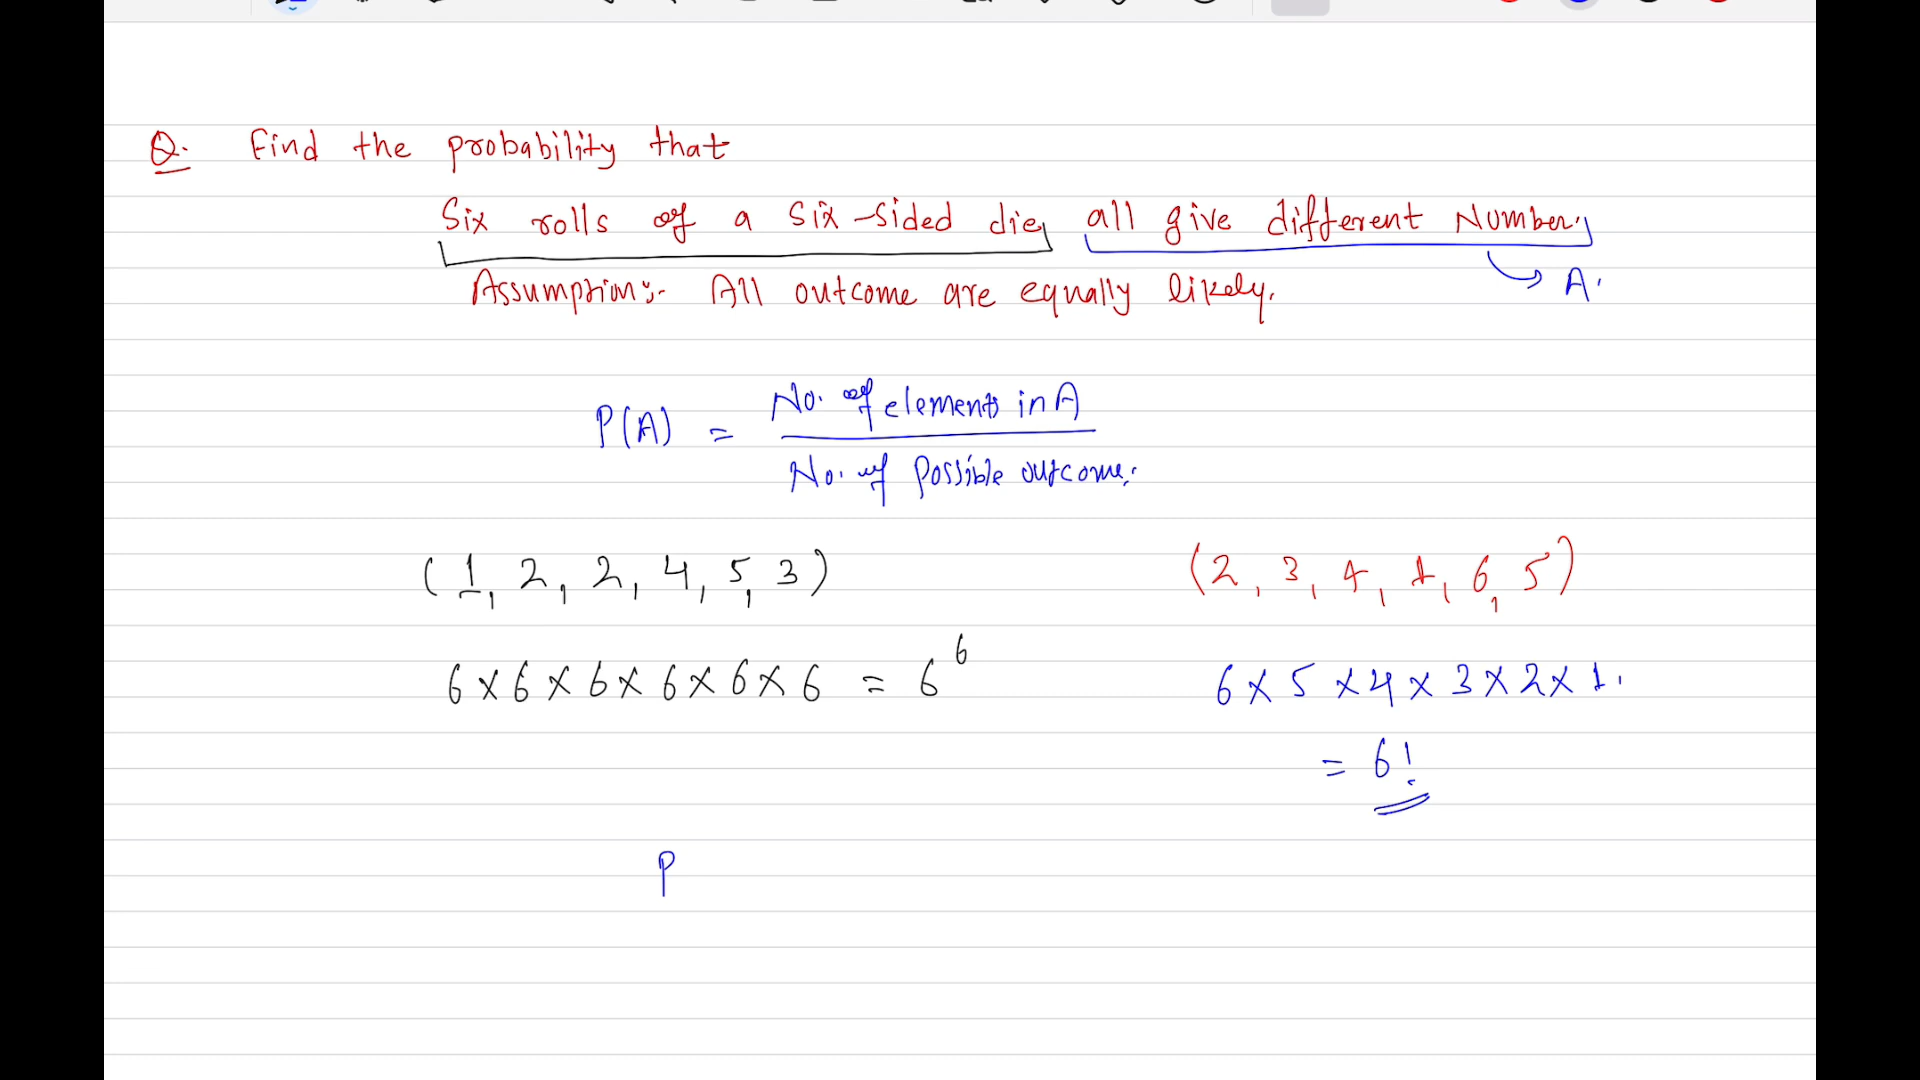 Q. Find the probability that
Six rolls of a six-sided die, all give different Number.
Assumption:- All outcome are equally likely.
A.
P(A) = No. of elements in A
No. of possible outcome.
(1, 2, 2, 4, 5, 3)
(2, 3, 4, 1, 6, 5)
6 × 6 × 6 × 6 × 6 × 6 = 6^6
6 × 5 × 4 × 3 × 2 × 1.
= 6!
P